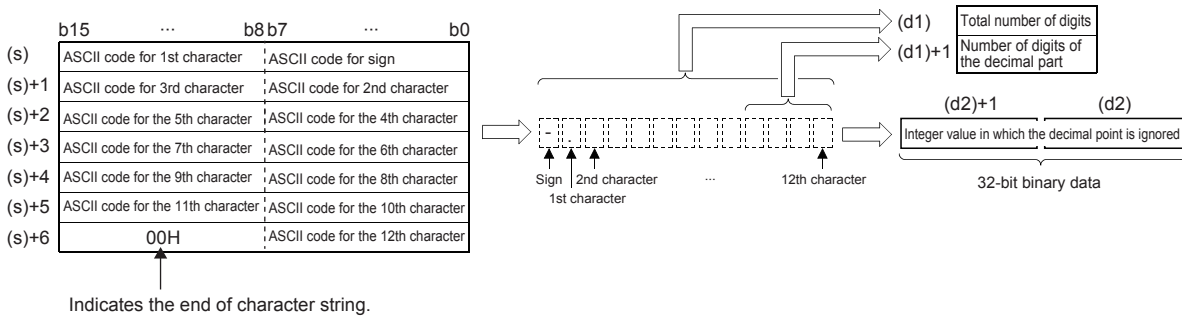 b15 ... b8 b7 ... b0
(s) ASCII code for 1st character ASCII code for sign
(s)+1 ASCII code for 3rd character ASCII code for 2nd character
(s)+2 ASCII code for the 5th character ASCII code for the 4th character
(s)+3 ASCII code for the 7th character ASCII code for the 6th character
(s)+4 ASCII code for the 9th character ASCII code for the 8th character
(s)+5 ASCII code for the 11th character ASCII code for the 10th character
(s)+6 00H ASCII code for the 12th character
Indicates the end of character string.
- .
Sign 2nd character ... 12th character
1st character
(d1) Total number of digits
(d1)+1 Number of digits of
the decimal part
(d2)+1 (d2)
Integer value in which the decimal point is ignored
32-bit binary data